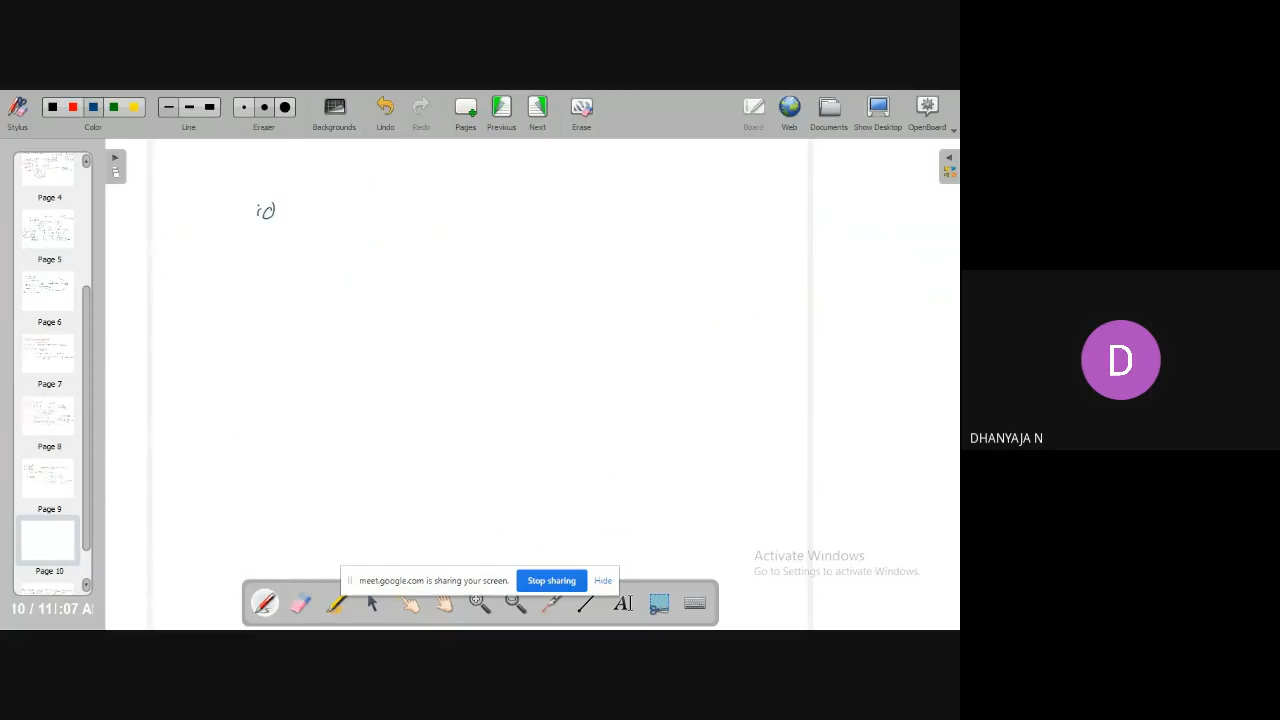 Stylus
Color
Line
Eraser
Backgrounds
Undo
Redo
Pages
Previous
Next
Erase
Board
Web
Documents
Show Desktop
OpenBoard
Page 4
Page 5
Page 6
Page 7
Page 8
Page 9
Page 10
id
Activate Windows
Go to Settings to activate Windows.
meet.google.com is sharing your screen.
Stop sharing
Hide
AI
D
DHANYAJA N